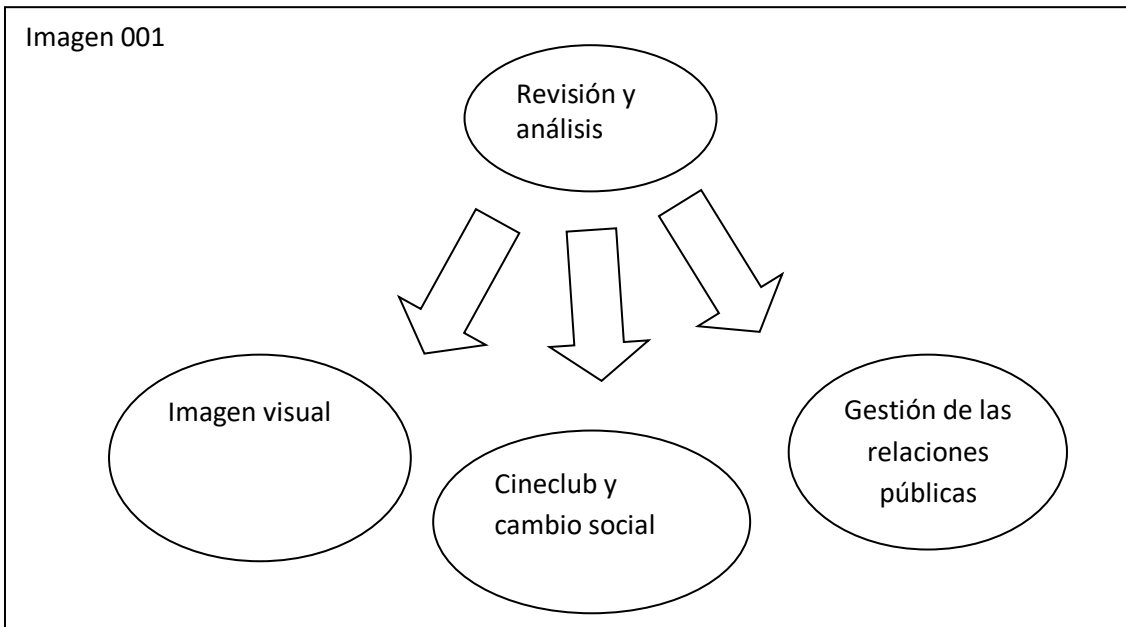 Imagen 001
Revisión y
análisis
Imagen visual
Cineclub y
cambio social
Gestión de las
relaciones
públicas